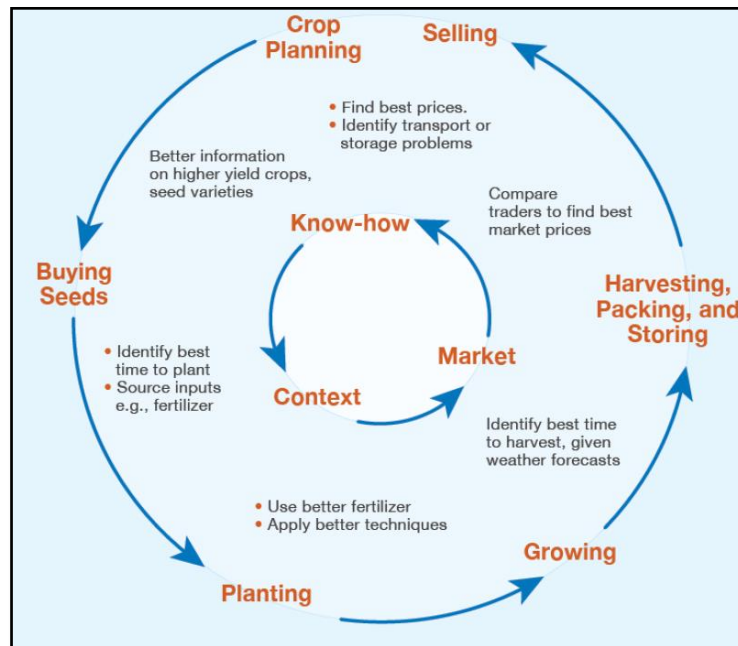 Crop
Planning
Selling
• Find best prices.
• Identify transport or
storage problems
Better information
on higher yield crops,
seed varieties
Compare
traders to find best
market prices
Know-how
Buying
Seeds
Harvesting,
Packing, and
Storing
• Identify best
time to plant
• Source inputs
e.g., fertilizer
Market
Context
Identify best time
to harvest, given
weather forecasts
• Use better fertilizer
• Apply better techniques
Growing
Planting